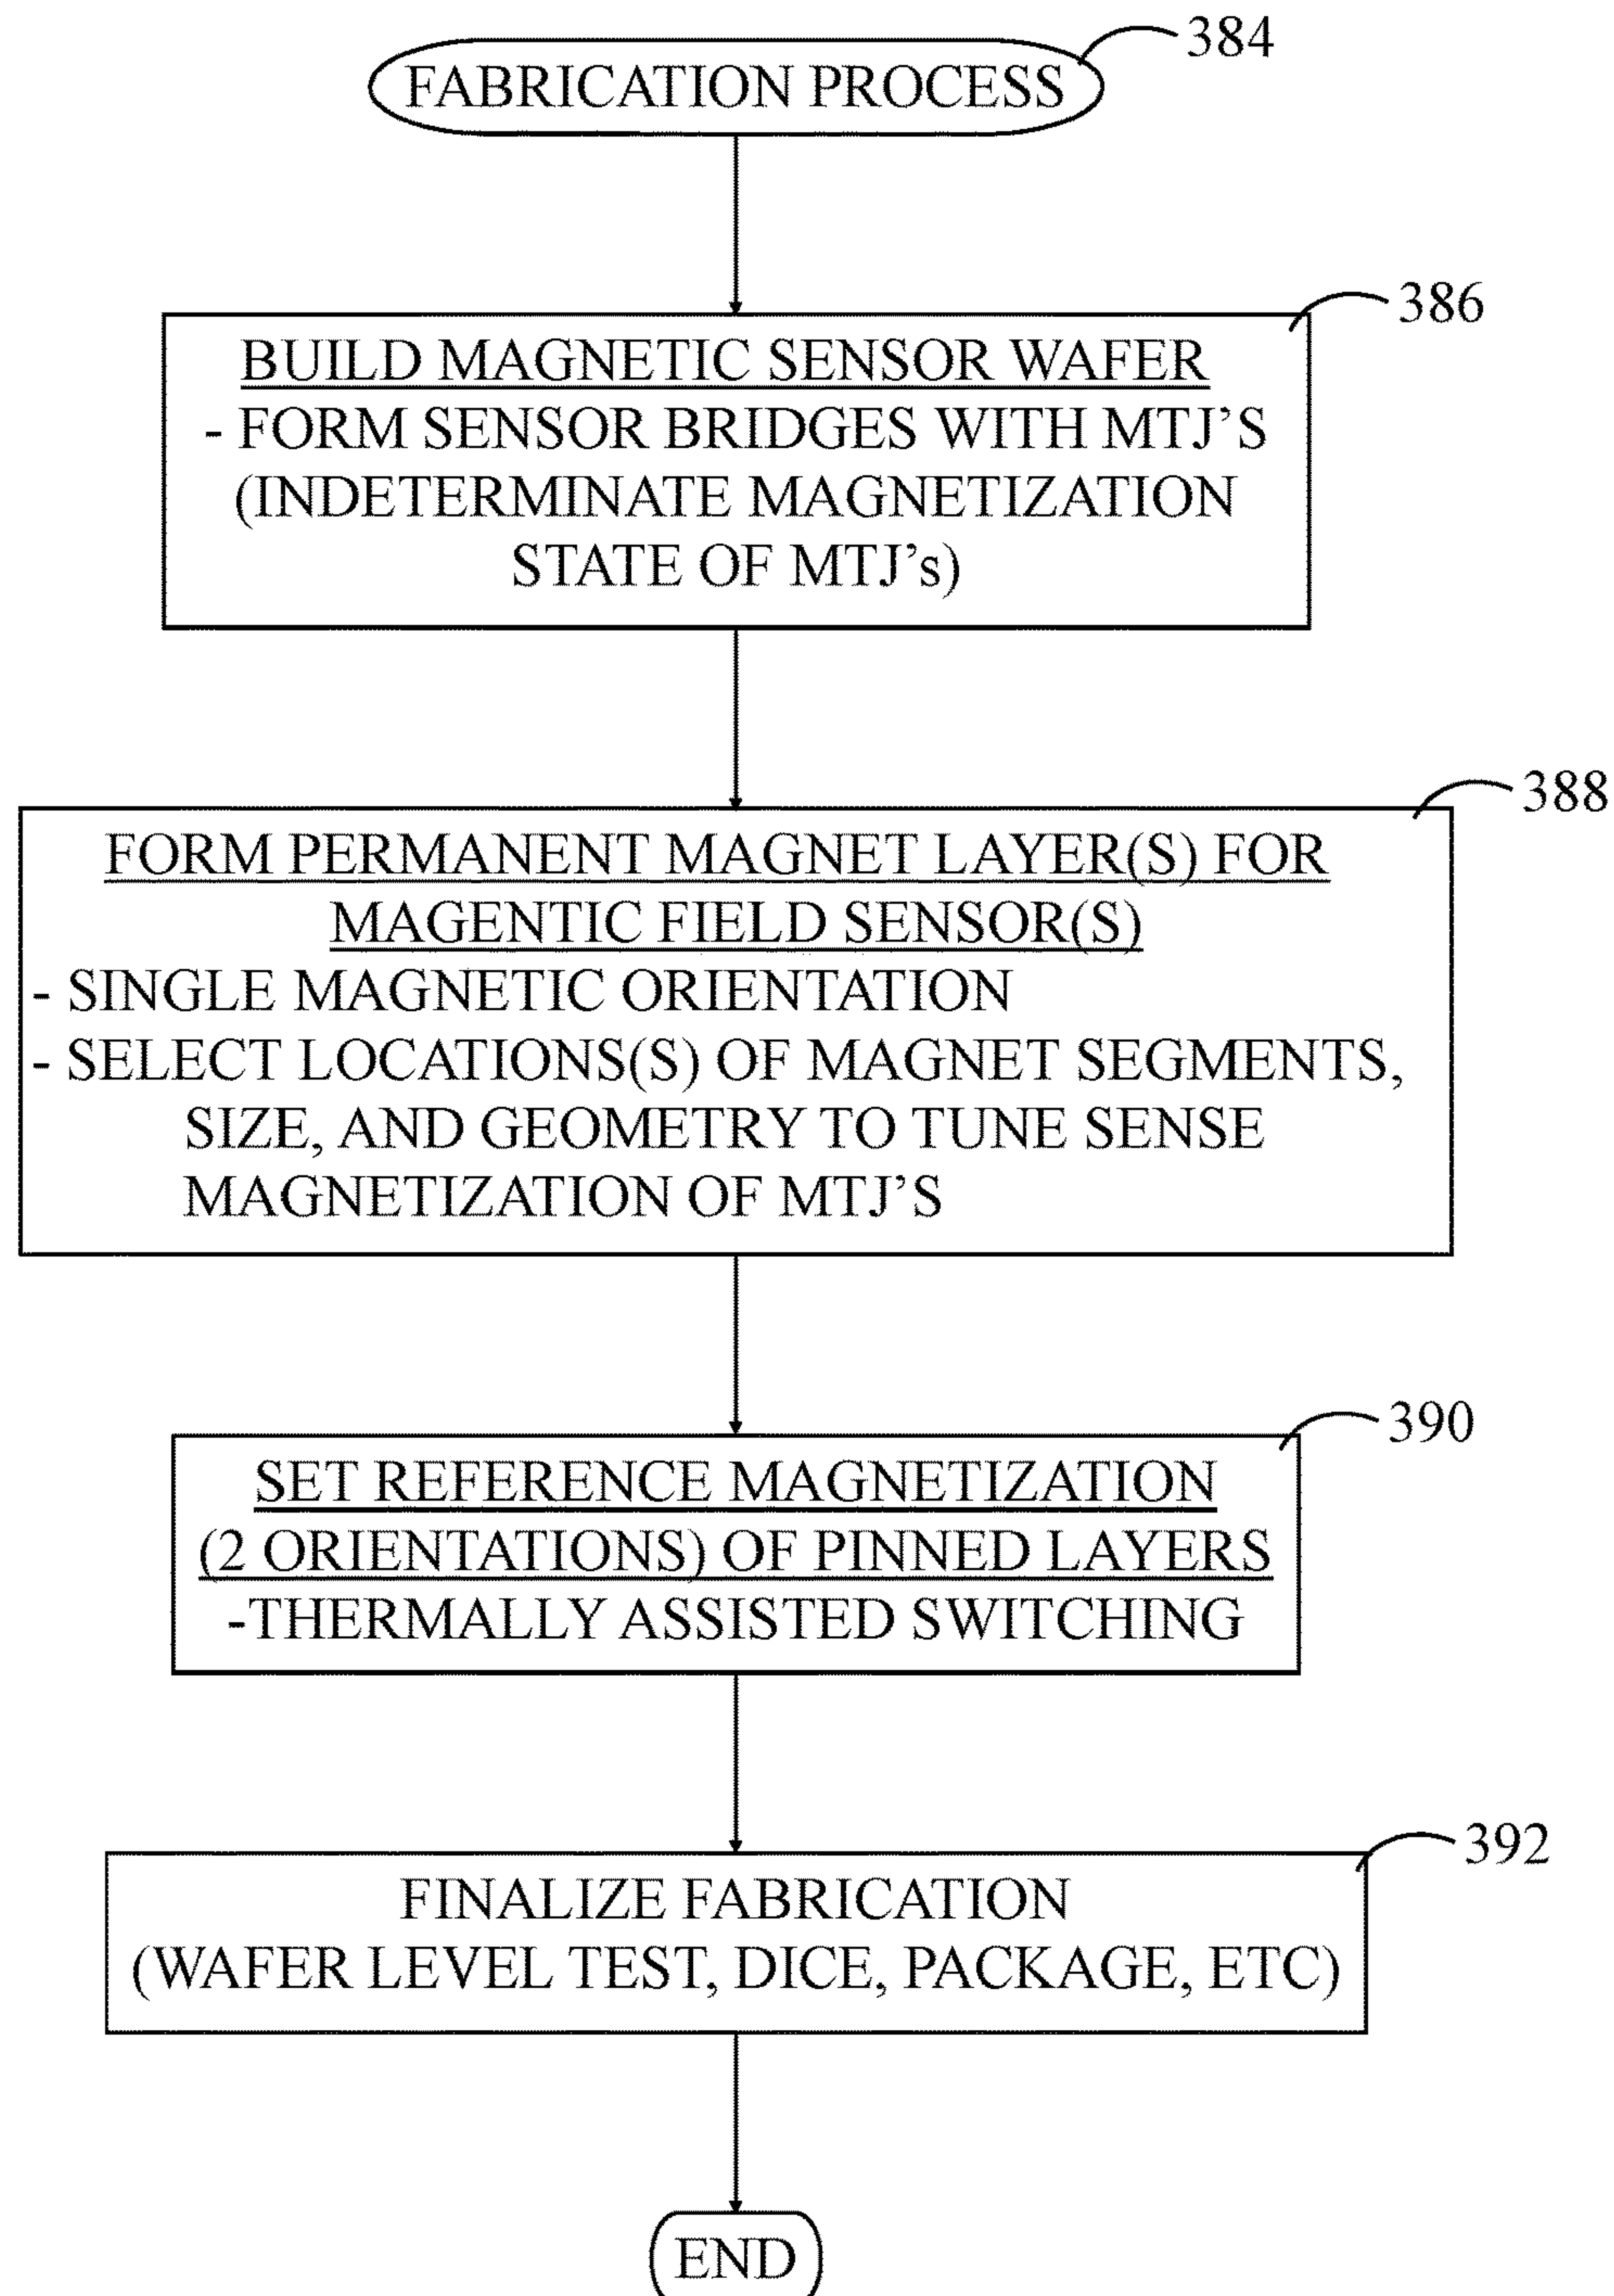 384
FABRICATION PROCESS
386
BUILD MAGNETIC SENSOR WAFER
- FORM SENSOR BRIDGES WITH MTJ'S
(INDETERMINATE MAGNETIZATION
STATE OF MTJ's)
388
FORM PERMANENT MAGNET LAYER(S) FOR
MAGENTIC FIELD SENSOR(S)
- SINGLE MAGNETIC ORIENTATION
- SELECT LOCATIONS(S) OF MAGNET SEGMENTS,
SIZE, AND GEOMETRY TO TUNE SENSE
MAGNETIZATION OF MTJ'S
390
SET REFERENCE MAGNETIZATION
(2 ORIENTATIONS) OF PINNED LAYERS
-THERMALLY ASSISTED SWITCHING
392
FINALIZE FABRICATION
(WAFER LEVEL TEST, DICE, PACKAGE, ETC)
END